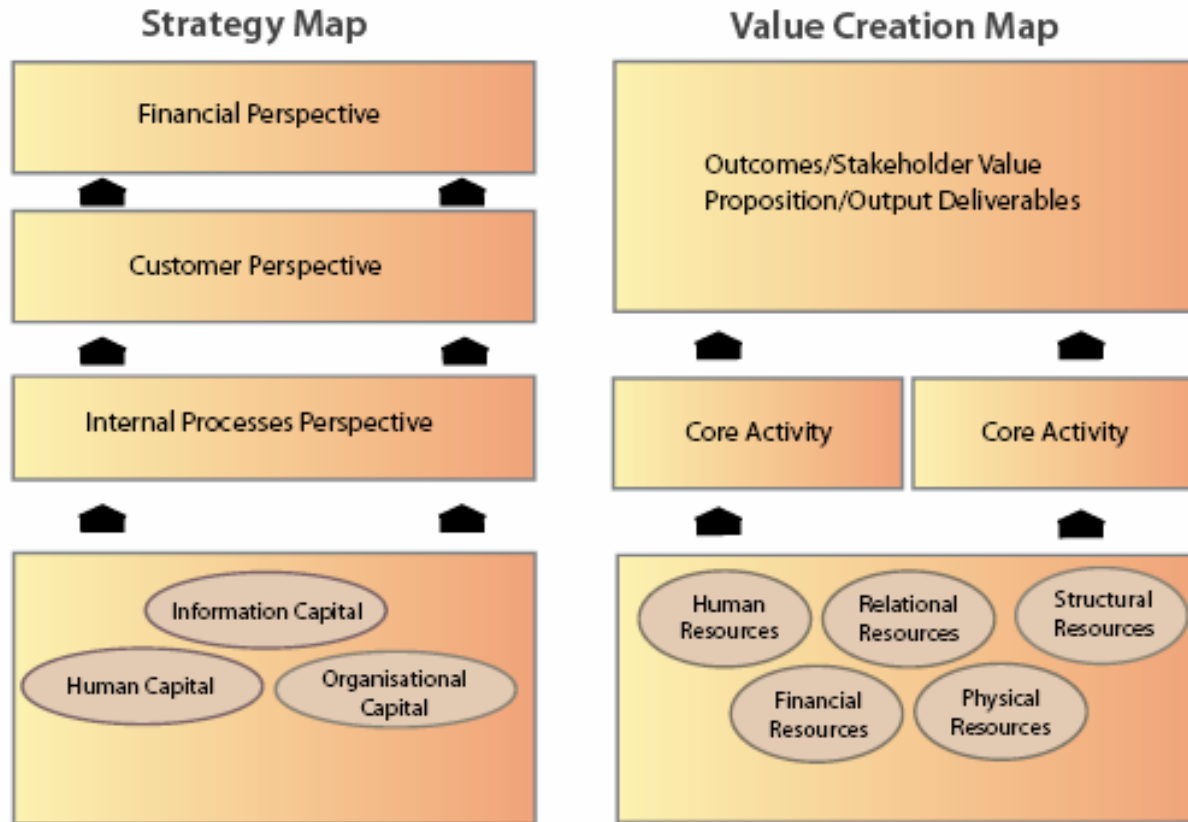 Strategy Map
Financial Perspective
Customer Perspective
Internal Processes Perspective
Information Capital
Human Capital
Organisational
Capital
Value Creation Map
Outcomes/Stakeholder Value
Proposition/Output Deliverables
Core Activity
Core Activity
Human
Resources
Relational
Resources
Structural
Resources
Financial
Resources
Physical
Resources